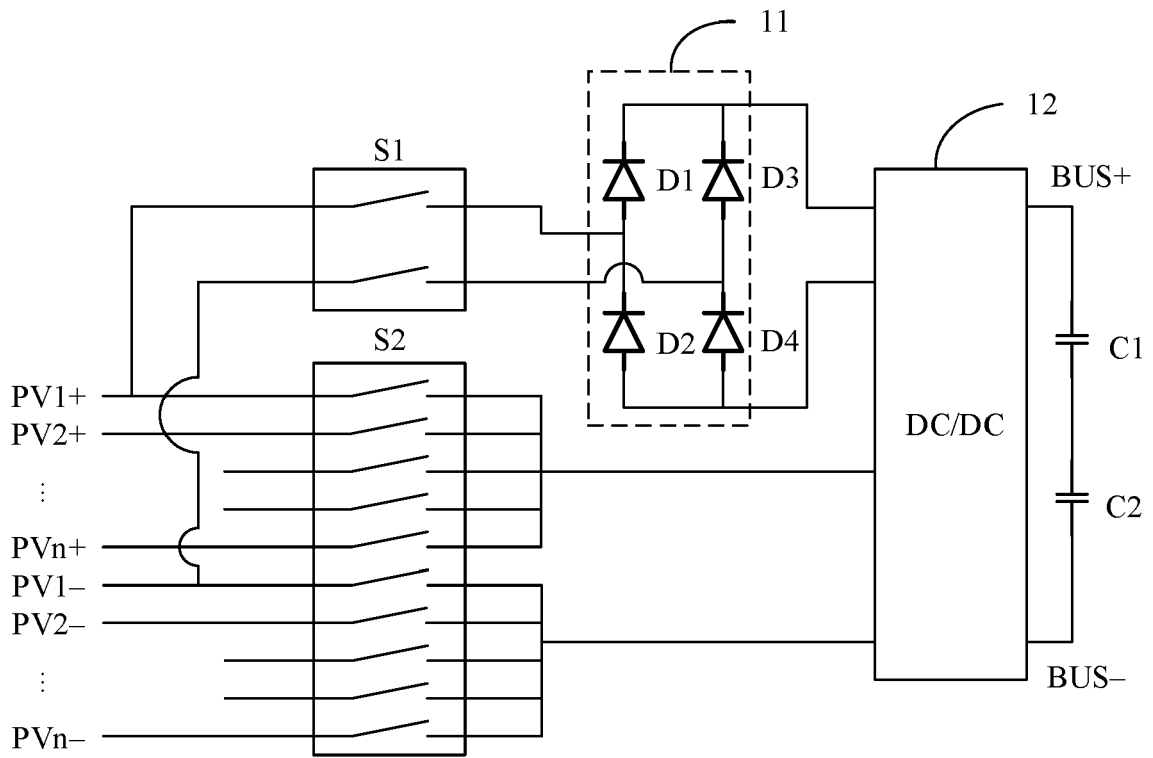 11
12
S1
D1
D3
BUS+
D2
D4
S2
C1
PV1+
PV2+
⋮
PVn+
PV1–
PV2–
⋮
PVn–
DC/DC
C2
BUS–